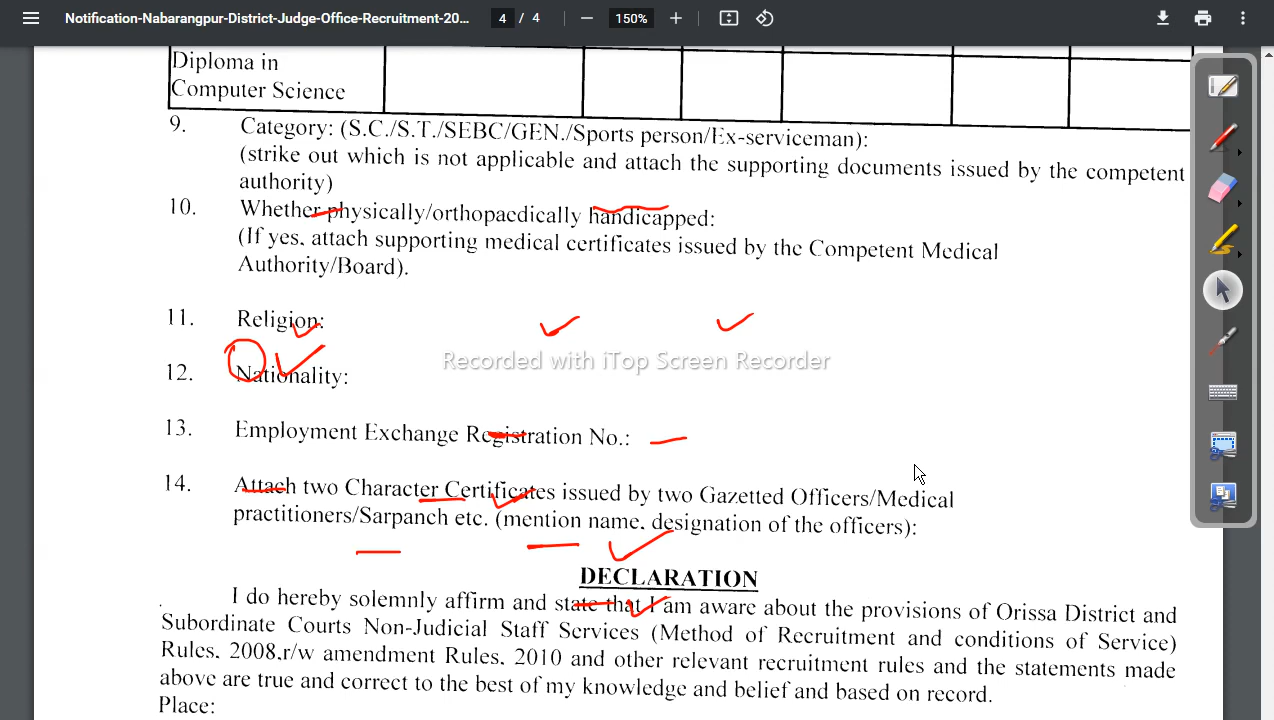 Notification-Nabarangpur-District-Judge-Office-Recruitment-20...
4 / 4
150%
Diploma in
Computer Science
9. Category: (S.C./S.T./SEBC/GEN./Sports person/Ex-serviceman):
(strike out which is not applicable and attach the supporting documents issued by the competent
authority)
10. Whether physically/orthopaedically handicapped:
(If yes, attach supporting medical certificates issued by the Competent Medical
Authority/Board).
11. Religion:
Recorded with iTop Screen Recorder
12. Nationality:
13. Employment Exchange Registration No.:
14. Attach two Character Certificates issued by two Gazetted Officers/Medical
practitioners/Sarpanch etc. (mention name, designation of the officers):
DECLARATION
I do hereby solemnly affirm and state that I am aware about the provisions of Orissa District and
Subordinate Courts Non-Judicial Staff Services (Method of Recruitment and conditions of Service)
Rules, 2008,r/w amendment Rules, 2010 and other relevant recruitment rules and the statements made
above are true and correct to the best of my knowledge and belief and based on record.
Place: